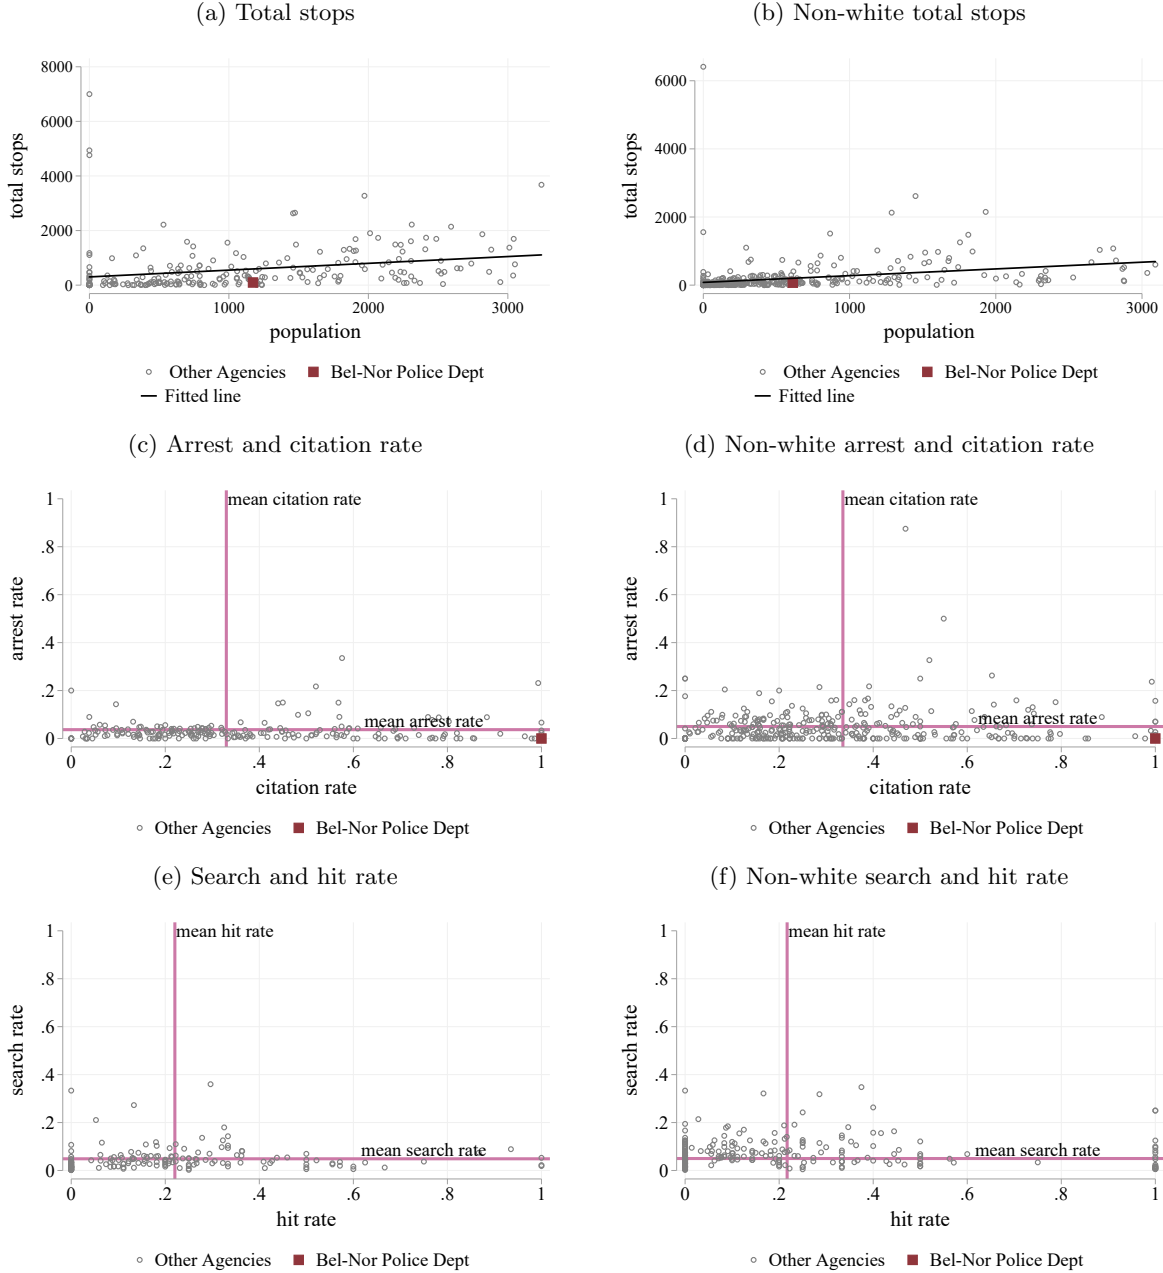 (a) Total stops
(b) Non-white total stops
8000
6000
4000
2000
0
total stops
0
1000
2000
3000
population
Other Agencies
Bel-Nor Police Dept
Fitted line
6000
4000
2000
0
total stops
0
1000
2000
3000
population
Other Agencies
Bel-Nor Police Dept
Fitted line
(c) Arrest and citation rate
(d) Non-white arrest and citation rate
1
.8
.6
.4
.2
0
arrest rate
mean citation rate
mean arrest rate
0
.2
.4
.6
.8
1
citation rate
Other Agencies
Bel-Nor Police Dept
1
.8
.6
.4
.2
0
arrest rate
mean citation rate
mean arrest rate
0
.2
.4
.6
.8
1
citation rate
Other Agencies
Bel-Nor Police Dept
(e) Search and hit rate
(f) Non-white search and hit rate
1
.8
.6
.4
.2
0
search rate
mean hit rate
mean search rate
0
.2
.4
.6
.8
1
hit rate
Other Agencies
Bel-Nor Police Dept
1
.8
.6
.4
.2
0
search rate
mean hit rate
mean search rate
0
.2
.4
.6
.8
1
hit rate
Other Agencies
Bel-Nor Police Dept